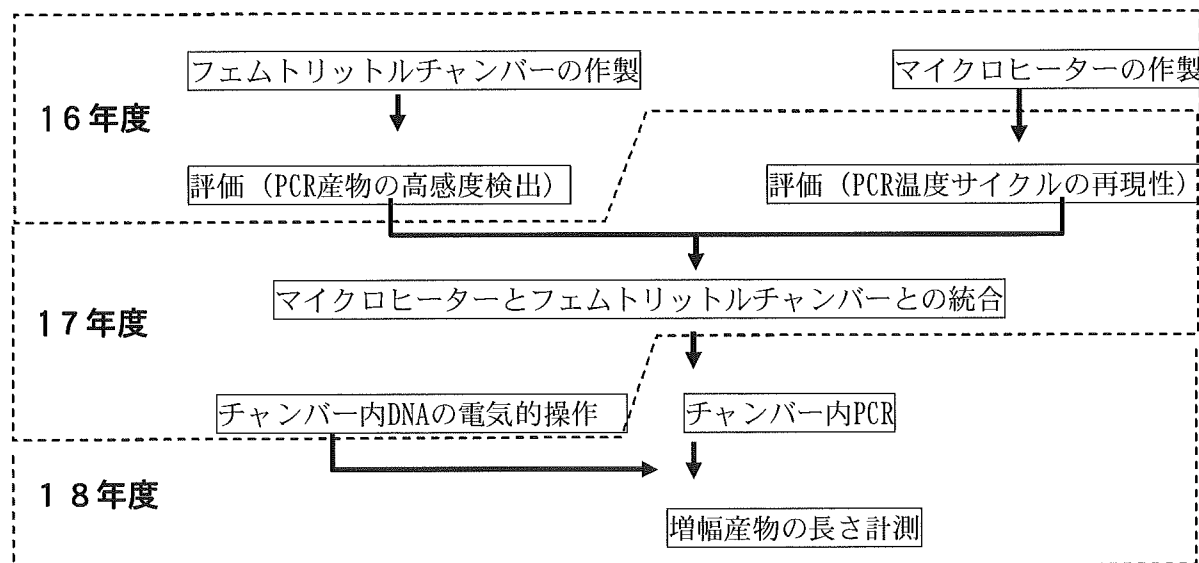 フェムトリットルチャンバーの作製
マイクロヒーターの作製
１６年度
評価（PCR産物の高感度検出）
評価（PCR温度サイクルの再現性）
マイクロヒーターとフェムトリットルチャンバーとの統合
１７年度
チャンバー内DNAの電気的操作
チャンバー内PCR
１８年度
増幅産物の長さ計測